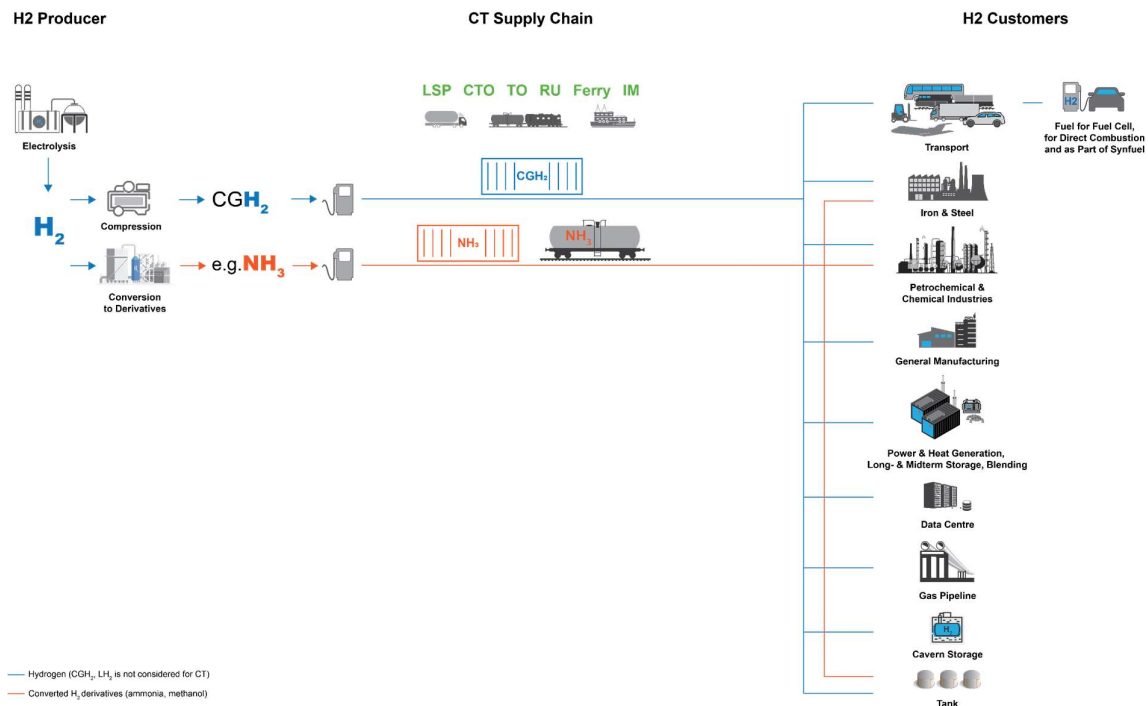 H2 Producer
CT Supply Chain
H2 Customers
LSP CTO TO RU Ferry IM
Electrolysis
H2
Transport
Fuel for Fuel Cell,
for Direct Combustion
and as Part of Synfuel
H₂
Compression
CGH₂
CGH₂
Iron & Steel
Conversion
to Derivatives
e.g.NH₃
NH₃
NH₃
Petrochemical &
Chemical Industries
General Manufacturing
Power & Heat Generation,
Long- & Midterm Storage, Blending
Data Centre
Gas Pipeline
H₂
Cavern Storage
Tank
Hydrogen (CGH₂, LH₂ is not considered for CT)
Converted H₂ derivatives (ammonia, methanol)